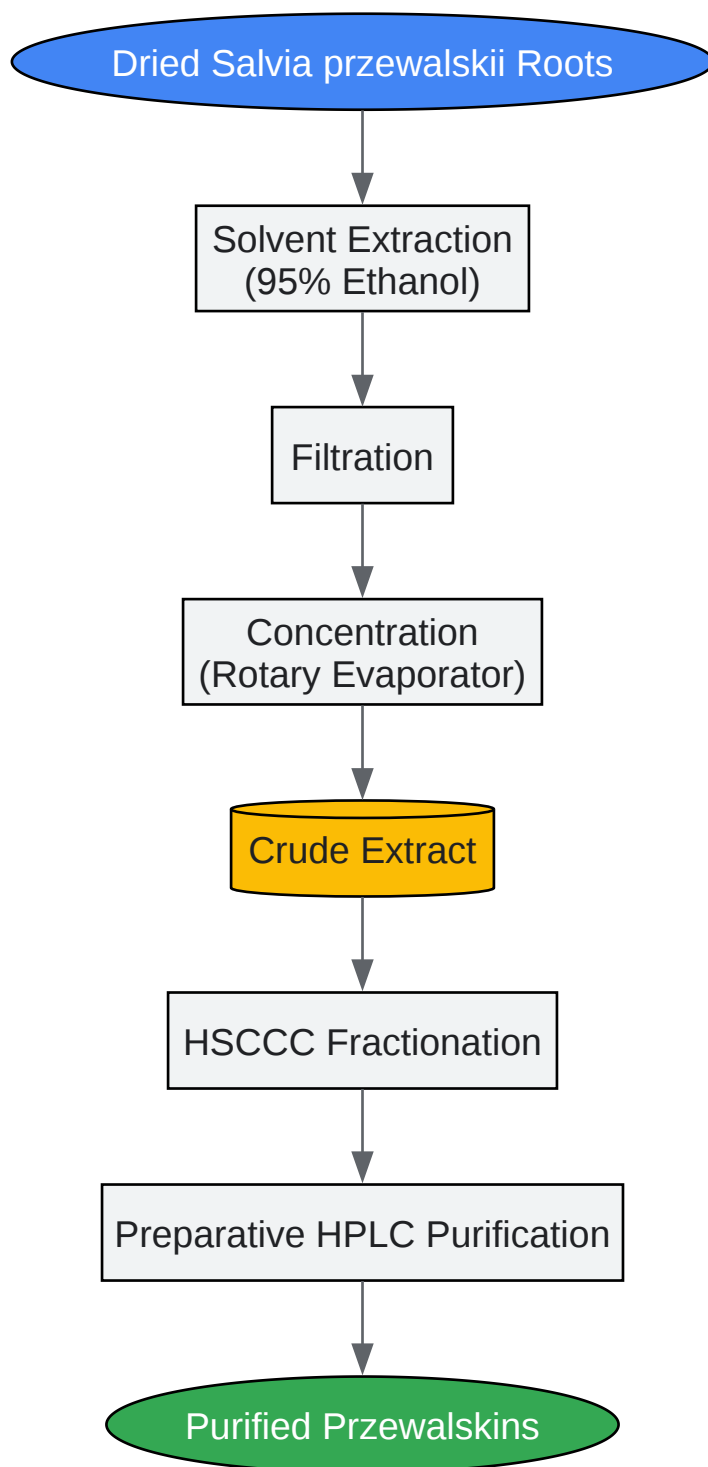 Dried Salvia przewalskii Roots
Solvent Extraction
(95% Ethanol)
Filtration
Concentration
(Rotary Evaporator)
Crude Extract
HSCCC Fractionation
Preparative HPLC Purification
Purified Przewalskins